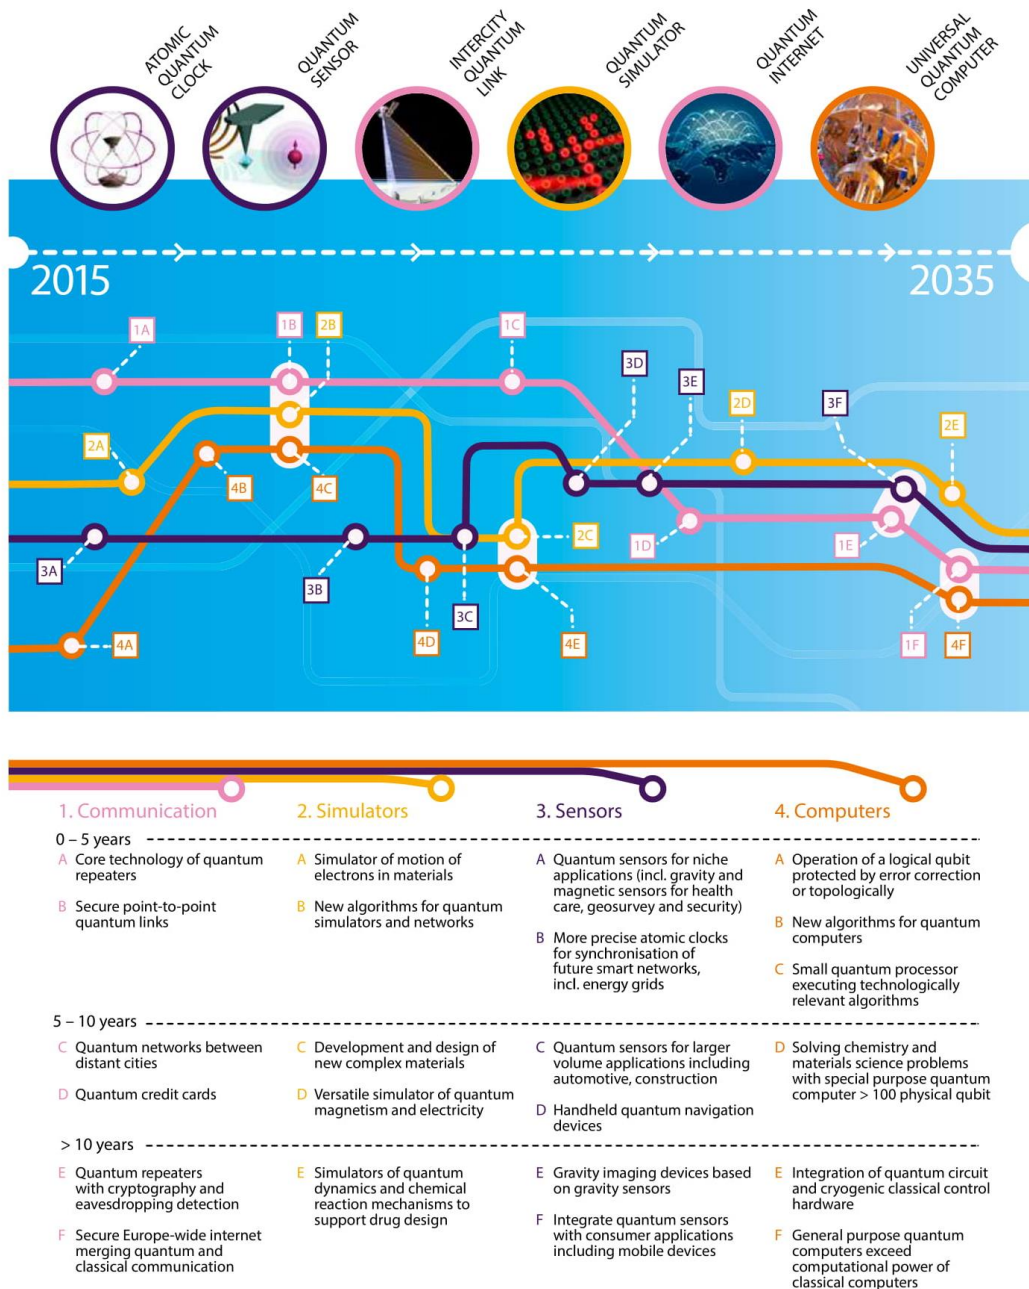 ATOMIC
QUANTUM
CLOCK
QUANTUM
SENSOR
INTERCITY
QUANTUM
LINK
QUANTUM
SIMULATOR
QUANTUM
INTERNET
UNIVERSAL
QUANTUM
COMPUTER
2015
2035
1A
1B
2B
1C
3D
3E
2D
3F
2E
2A
4B
4C
2C
1D
1E
3A
3B
3C
4A
4D
4E
1F
4F
1. Communication
2. Simulators
3. Sensors
4. Computers
0 – 5 years
A Core technology of quantum
repeaters
B Secure point-to-point
quantum links
A Simulator of motion of
electrons in materials
B New algorithms for quantum
simulators and networks
A Quantum sensors for niche
applications (incl. gravity and
magnetic sensors for health
care, geosurvey and security)
B More precise atomic clocks
for synchronisation of
future smart networks,
incl. energy grids
A Operation of a logical qubit
protected by error correction
or topologically
B New algorithms for quantum
computers
C Small quantum processor
executing technologically
relevant algorithms
5 – 10 years
C Quantum networks between
distant cities
D Quantum credit cards
C Development and design of
new complex materials
D Versatile simulator of quantum
magnetism and electricity
C Quantum sensors for larger
volume applications including
automotive, construction
D Handheld quantum navigation
devices
D Solving chemistry and
materials science problems
with special purpose quantum
computer > 100 physical qubit
> 10 years
E Quantum repeaters
with cryptography and
eavesdropping detection
F Secure Europe-wide internet
merging quantum and
classical communication
E Simulators of quantum
dynamics and chemical
reaction mechanisms to
support drug design
E Gravity imaging devices based
on gravity sensors
F Integrate quantum sensors
with consumer applications
including mobile devices
E Integration of quantum circuit
and cryogenic classical control
hardware
F General purpose quantum
computers exceed
computational power of
classical computers